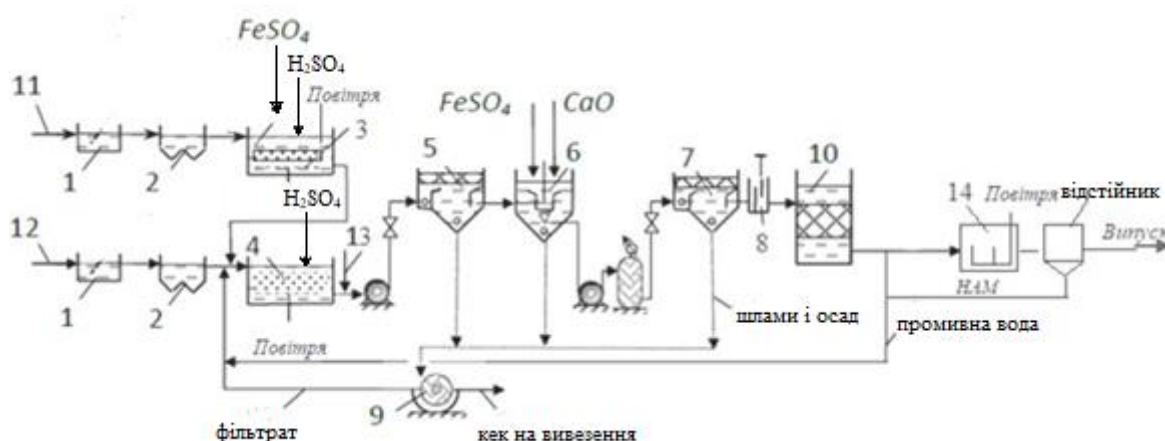 FeSO₄
H₂SO₄
Повітря
11
1
2
3
H₂SO₄
12
1
2
4
13
Повітря
5
FeSO₄
CaO
6
7
8
10
14
Повітря
відстійник
Випуск
НАМ
шлами і осад
промивна вода
9
фільтрат
кек на вивезення